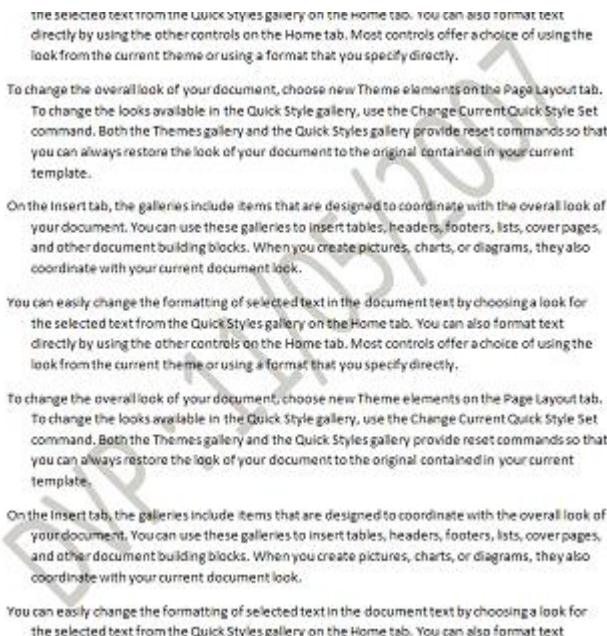 the selected text from the Quick Styles gallery on the Home tab. You can also format text
directly by using the other controls on the Home tab. Most controls offer a choice of using the
look from the current theme or using a format that you specify directly.
To change the overall look of your document, choose new Theme elements on the Page Layout tab.
To change the looks available in the Quick Style gallery, use the Change Current Quick Style Set
command. Both the Themes gallery and the Quick Styles gallery provide reset commands so that
you can always restore the look of your document to the original contained in your current
template.
On the Insert tab, the galleries include items that are designed to coordinate with the overall look of
your document. You can use these galleries to insert tables, headers, footers, lists, cover pages,
and other document building blocks. When you create pictures, charts, or diagrams, they also
coordinate with your current document look.
You can easily change the formatting of selected text in the document text by choosing a look for
the selected text from the Quick Styles gallery on the Home tab. You can also format text
directly by using the other controls on the Home tab. Most controls offer a choice of using the
look from the current theme or using a format that you specify directly.
To change the overall look of your document, choose new Theme elements on the Page Layout tab.
To change the looks available in the Quick Style gallery, use the Change Current Quick Style Set
command. Both the Themes gallery and the Quick Styles gallery provide reset commands so that
you can always restore the look of your document to the original contained in your current
template.
On the Insert tab, the galleries include items that are designed to coordinate with the overall look of
your document. You can use these galleries to insert tables, headers, footers, lists, cover pages,
and other document building blocks. When you create pictures, charts, or diagrams, they also
coordinate with your current document look.
You can easily change the formatting of selected text in the document text by choosing a look for
the selected text from the Quick Styles gallery on the Home tab. You can also format text
DVP : 11/05/2007